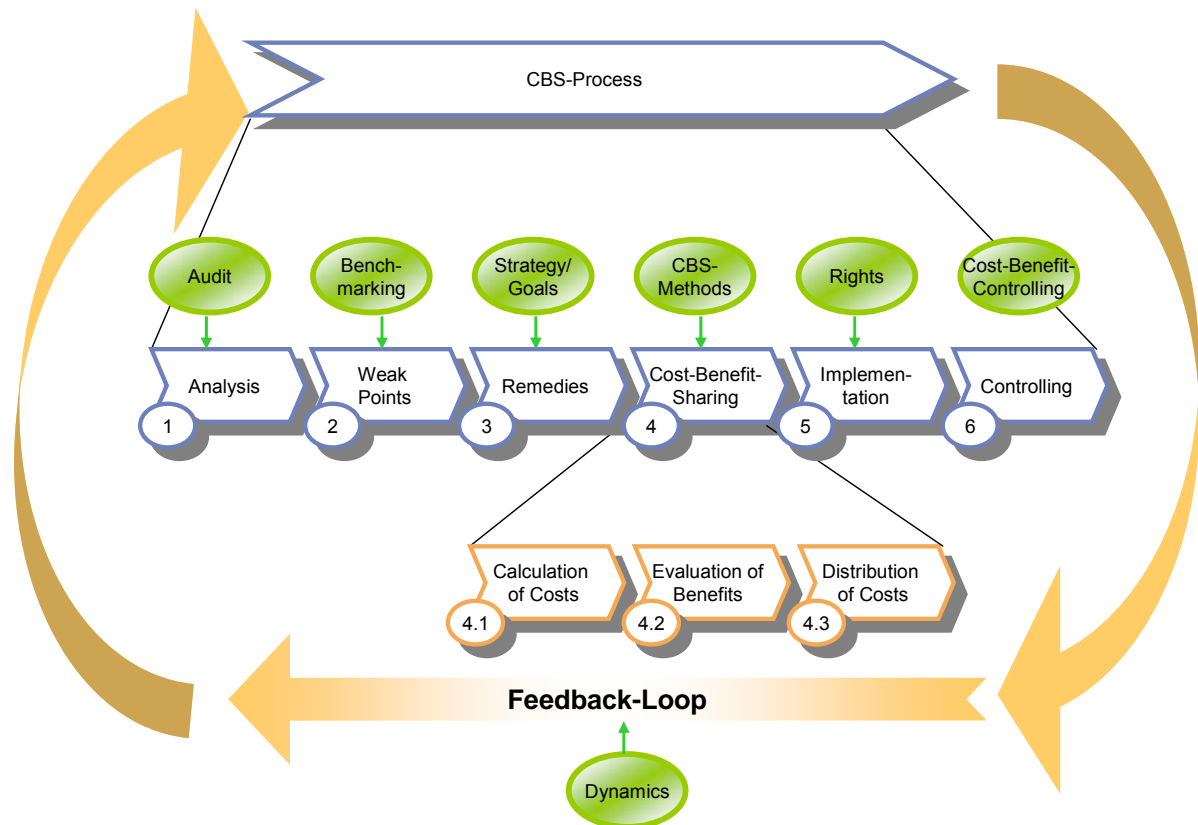 CBS-Process
Audit
Bench-
marking
Strategy/
Goals
CBS-
Methods
Rights
Cost-Benefit-
Controlling
Analysis
Weak
Points
Remedies
Cost-Benefit-
Sharing
Implemen-
tation
Controlling
1
2
3
4
5
6
Calculation
of Costs
Evaluation of
Benefits
Distribution
of Costs
4.1
4.2
4.3
Feedback-Loop
Dynamics